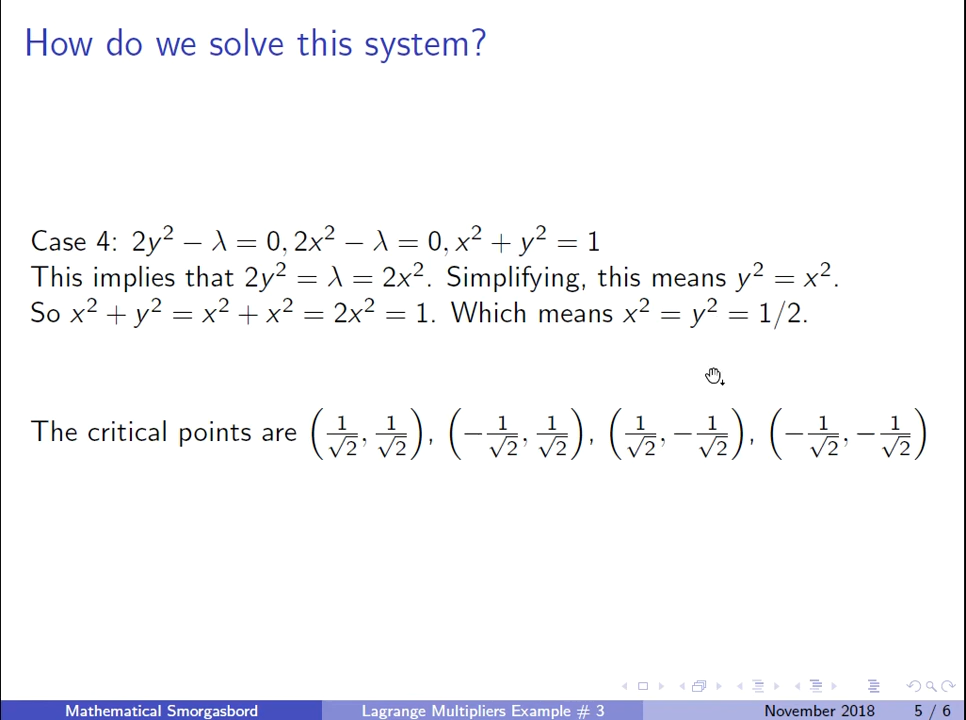 How do we solve this system?
Case 4: 2y² − λ = 0, 2x² − λ = 0, x² + y² = 1
This implies that 2y² = λ = 2x². Simplifying, this means y² = x².
So x² + y² = x² + x² = 2x² = 1. Which means x² = y² = 1/2.
The critical points are (1/√2, 1/√2), (−1/√2, 1/√2), (1/√2, −1/√2), (−1/√2, −1/√2)
Mathematical Smorgasbord Lagrange Multipliers Example # 3 November 2018 5 / 6